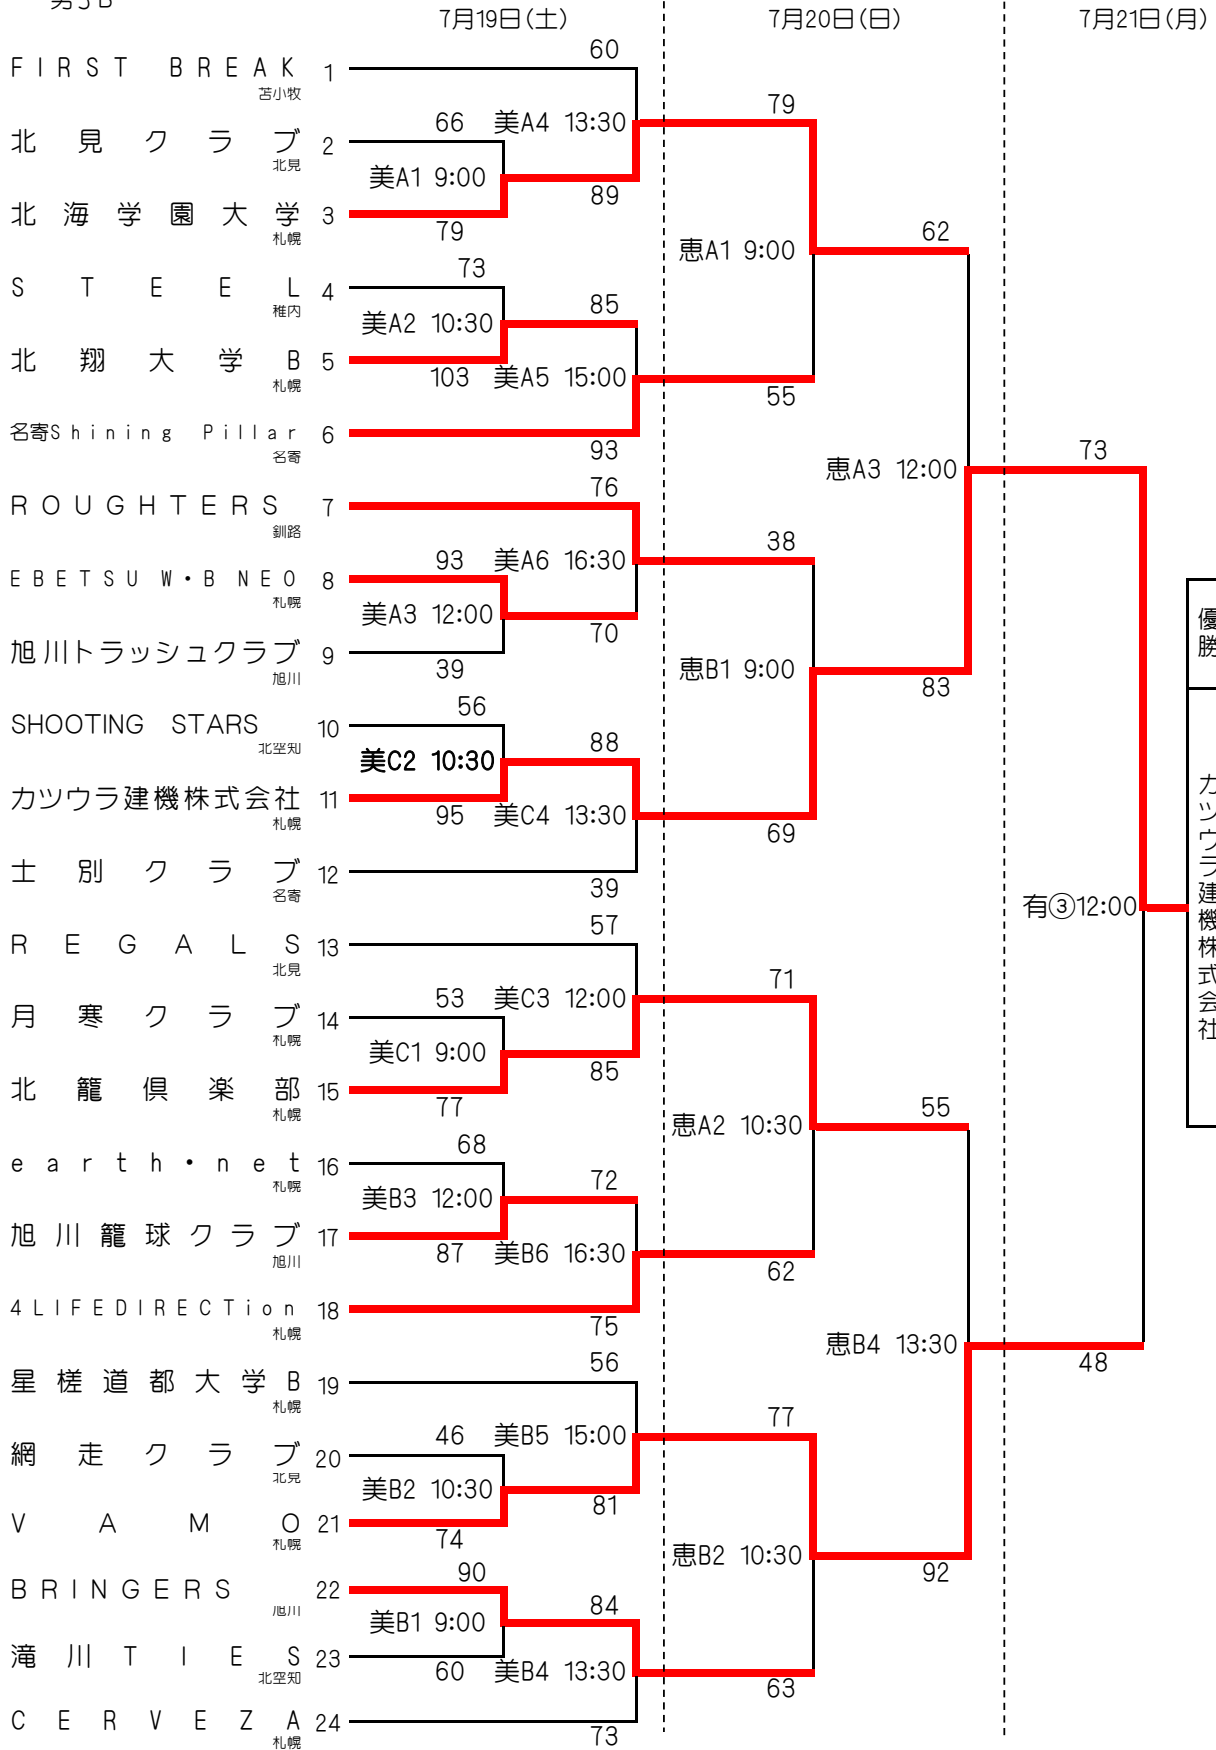 7月19日(土) 7月20日(日) 7月21日(月)
60
FIRST BREAK 1
苫小牧
79
66 美A4 13:30
北見クラブ 2
北見
美A1 9:00
89
北海学園大学 3
札幌
79
62
恵A1 9:00
73
STEEL 4
稚内
85
美A2 10:30
北翔大学B 5
札幌
103 美A5 15:00
55
名寄Shining Pillar 6
名寄
93
73
恵A3 12:00
76
ROUGHTERS 7
釧路
38
93 美A6 16:30
EBETSU W・B NEO 8
札幌
美A3 12:00
優勝
70
旭川トラッシュクラブ 9
旭川
39
恵B1 9:00
83
56
SHOOTING STARS 10
北空知
88
美C2 10:30
カツウラ建機株式会社
カツウラ建機株式会社 11
札幌
95 美C4 13:30
69
士別クラブ 12
名寄
39
有③12:00
57
REGALS 13
北見
71
53 美C3 12:00
月寒クラブ 14
札幌
美C1 9:00
85
北籠倶楽部 15
札幌
77
55
恵A2 10:30
68
earth・net 16
札幌
72
美B3 12:00
旭川籠球クラブ 17
旭川
87 美B6 16:30
62
4LIFEDIRECTion 18
札幌
75
恵B4 13:30
48
56
星槎道都大学B 19
札幌
77
46 美B5 15:00
網走クラブ 20
北見
美B2 10:30
81
VAMO 21
札幌
74
恵B2 10:30
92
90
BRINGERS 22
旭川
84
美B1 9:00
滝川TIES 23
北空知
60 美B4 13:30
63
CERVEZA 24
札幌
73